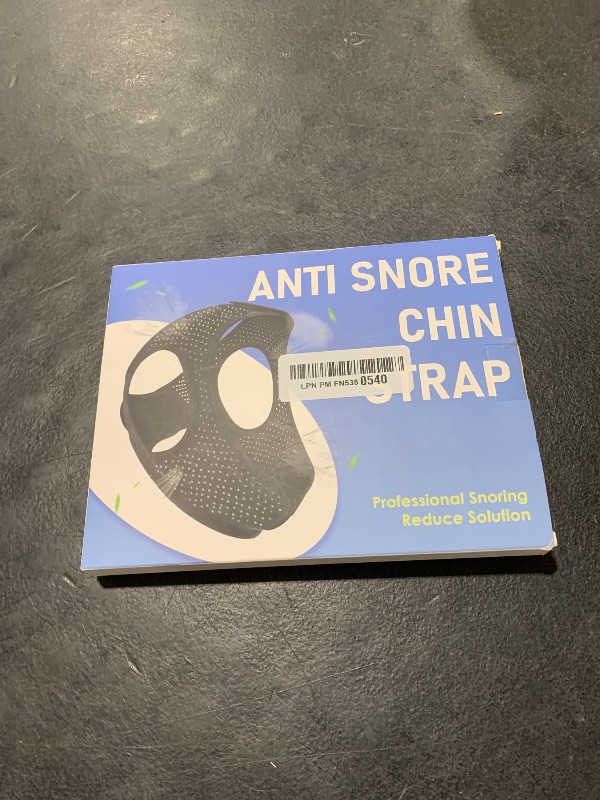 ANTI SNORE
CHIN
STRAP
LPN PM FN535 0540
Professional Snoring
Reduce Solution